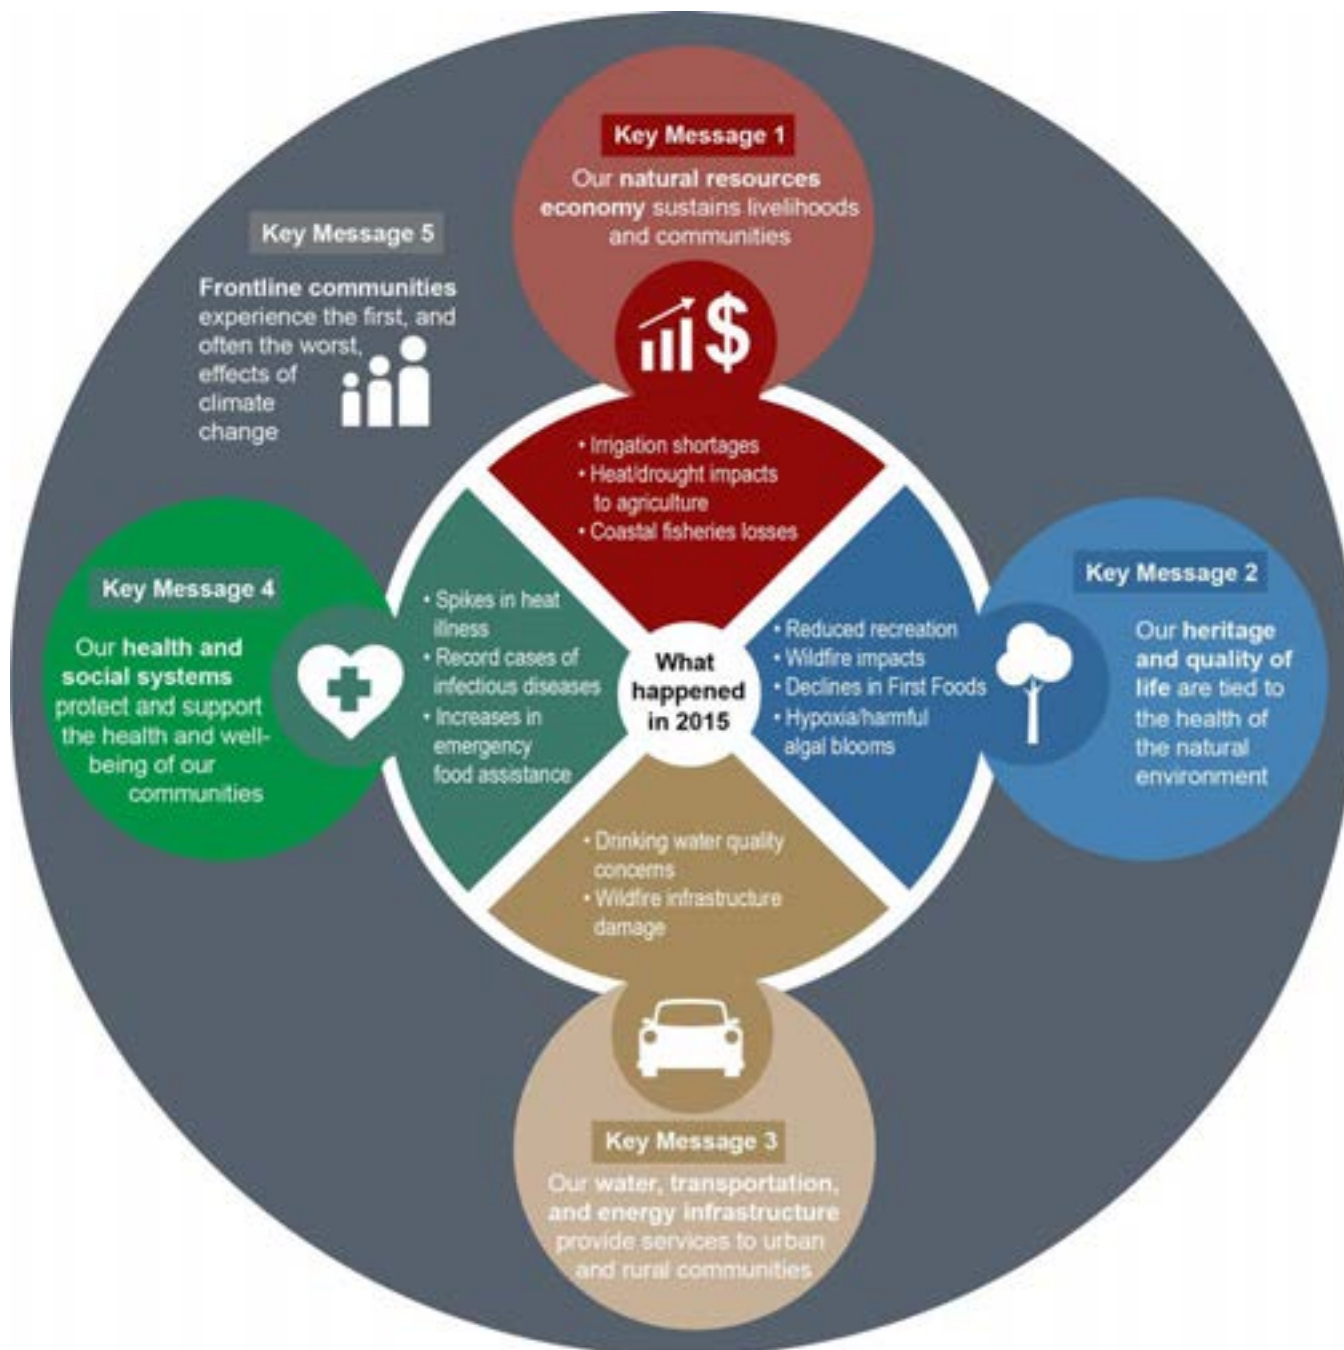 Key Message 1
Our natural resources
economy sustains livelihoods
and communities
Key Message 5
Frontline communities
experience the first, and
often the worst,
effects of
climate
change
• Irrigation shortages
• Heat/drought impacts
to agriculture
• Coastal fisheries losses
Key Message 4
Our health and
social systems
protect and support
the health and well-
being of our
communities
• Spikes in heat
illness
• Record cases of
infectious diseases
• Increases in
emergency
food assistance
What
happened
in 2015
• Reduced recreation
• Wildfire impacts
• Declines in First Foods
• Hypoxia/harmful
algal blooms
Key Message 2
Our heritage
and quality of
life are tied to
the health of
the natural
environment
• Drinking water quality
concerns
• Wildfire infrastructure
damage
Key Message 3
Our water, transportation,
and energy infrastructure
provide services to urban
and rural communities